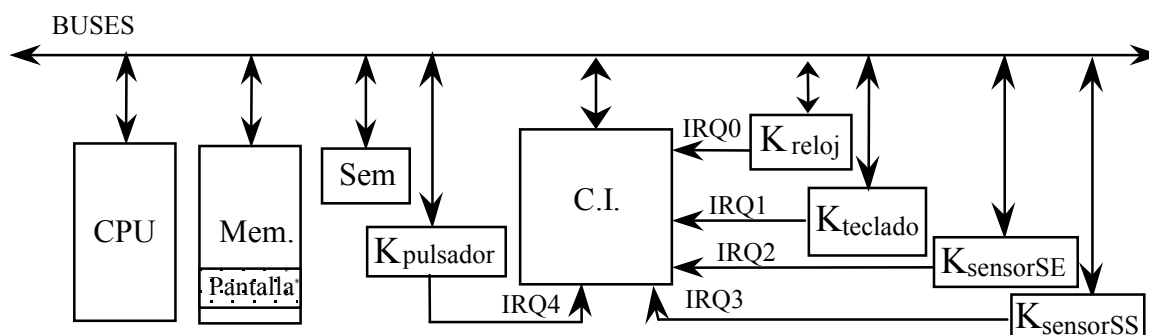 BUSES
CPU
Mem.
Pantalla
Sem
K pulsador
C.I.
IRQ0
K reloj
IRQ1
K teclado
IRQ2
K sensorSE
IRQ3
K sensorSS
IRQ4